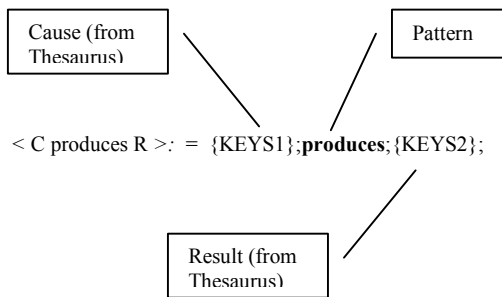 Cause (from
Thesaurus)
Pattern
< C produces R >: = {KEYS1};produces;{KEYS2};
Result (from
Thesaurus)